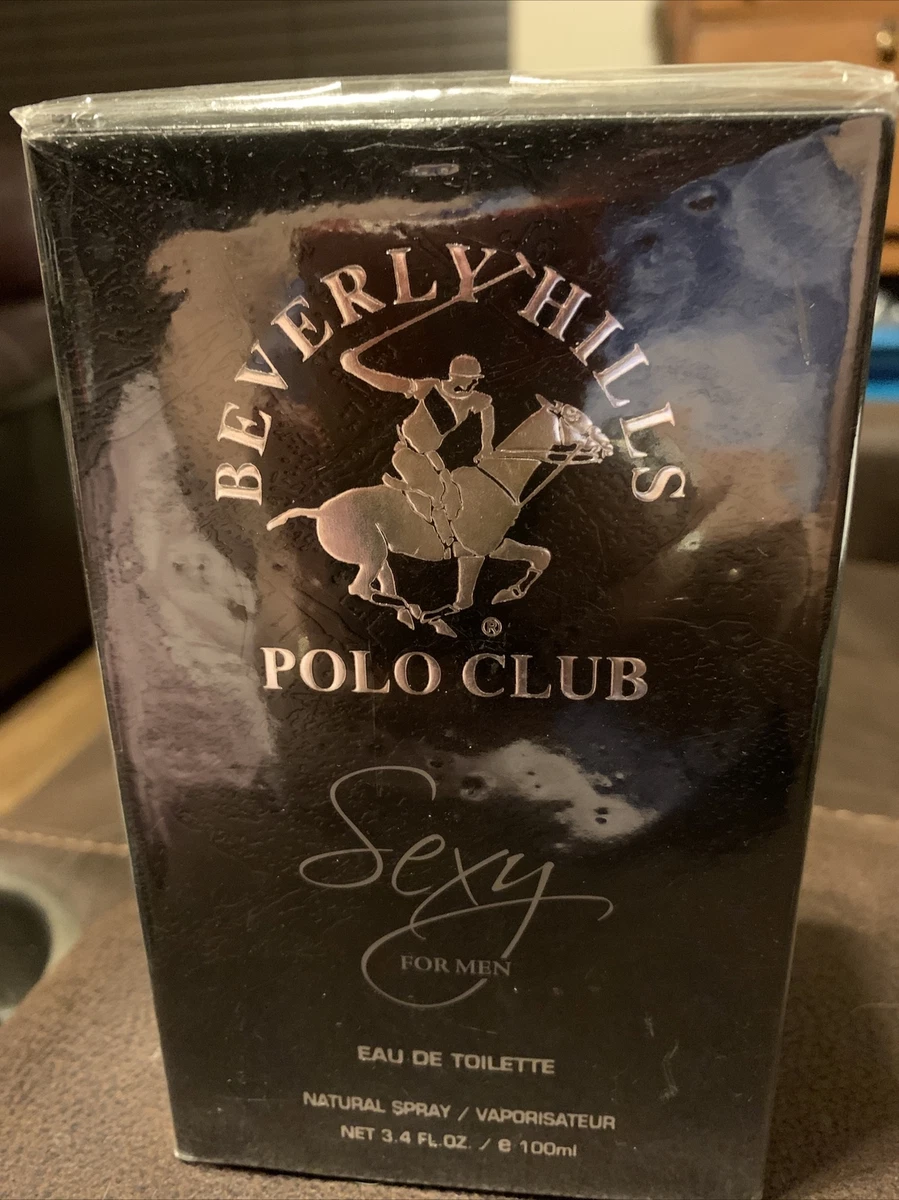 BEVERLY HILLS
®
POLO CLUB
Sexy
FOR MEN
EAU DE TOILETTE
NATURAL SPRAY / VAPORISATEUR
NET 3.4 FL.OZ. / e 100ml